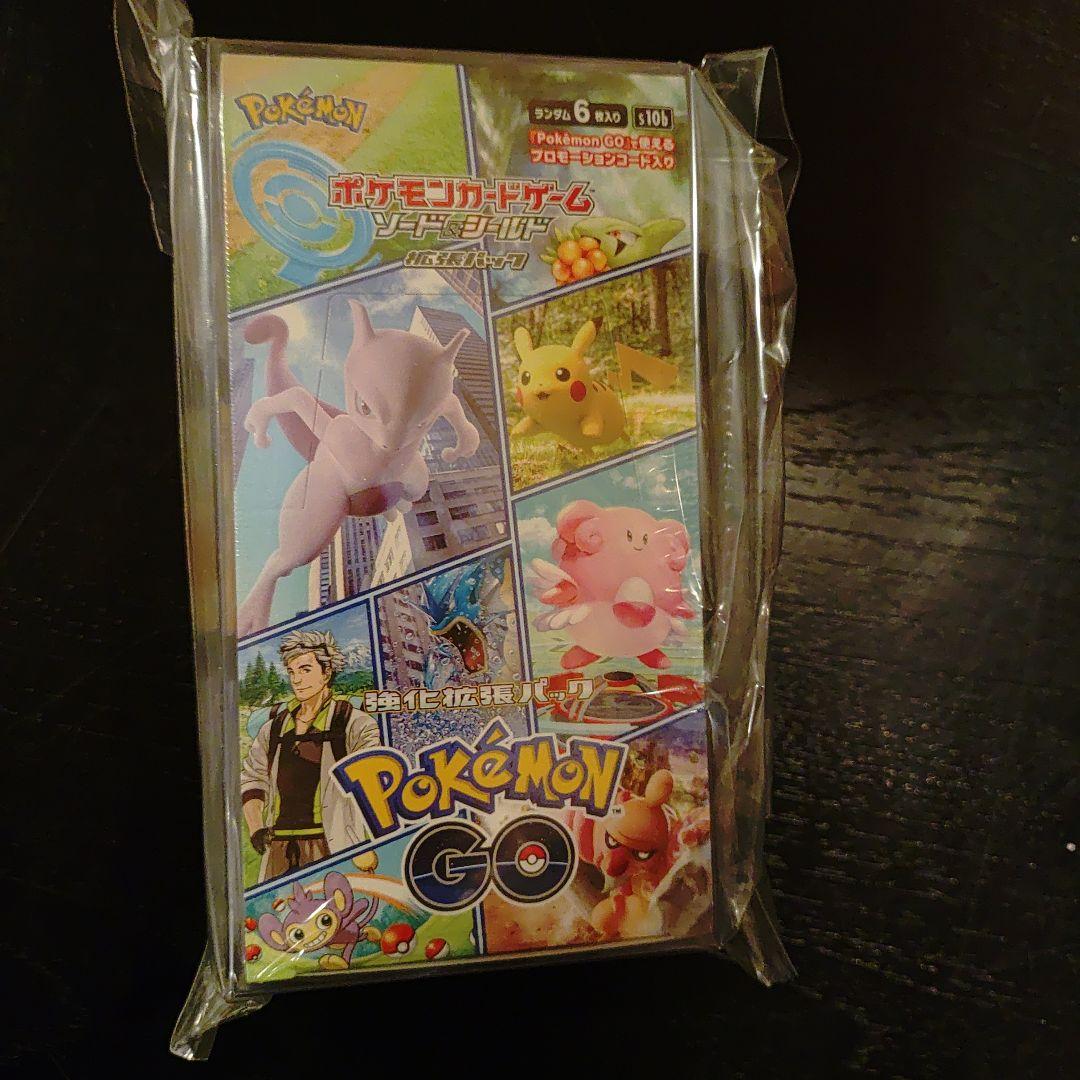 POKéMON
ランダム6枚入り s10b
『Pokémon GO』で使える
プロモーションコード入り
ポケモンカードゲーム
ソード&シールド
拡張パック
強化拡張パック
POKéMON™
GO